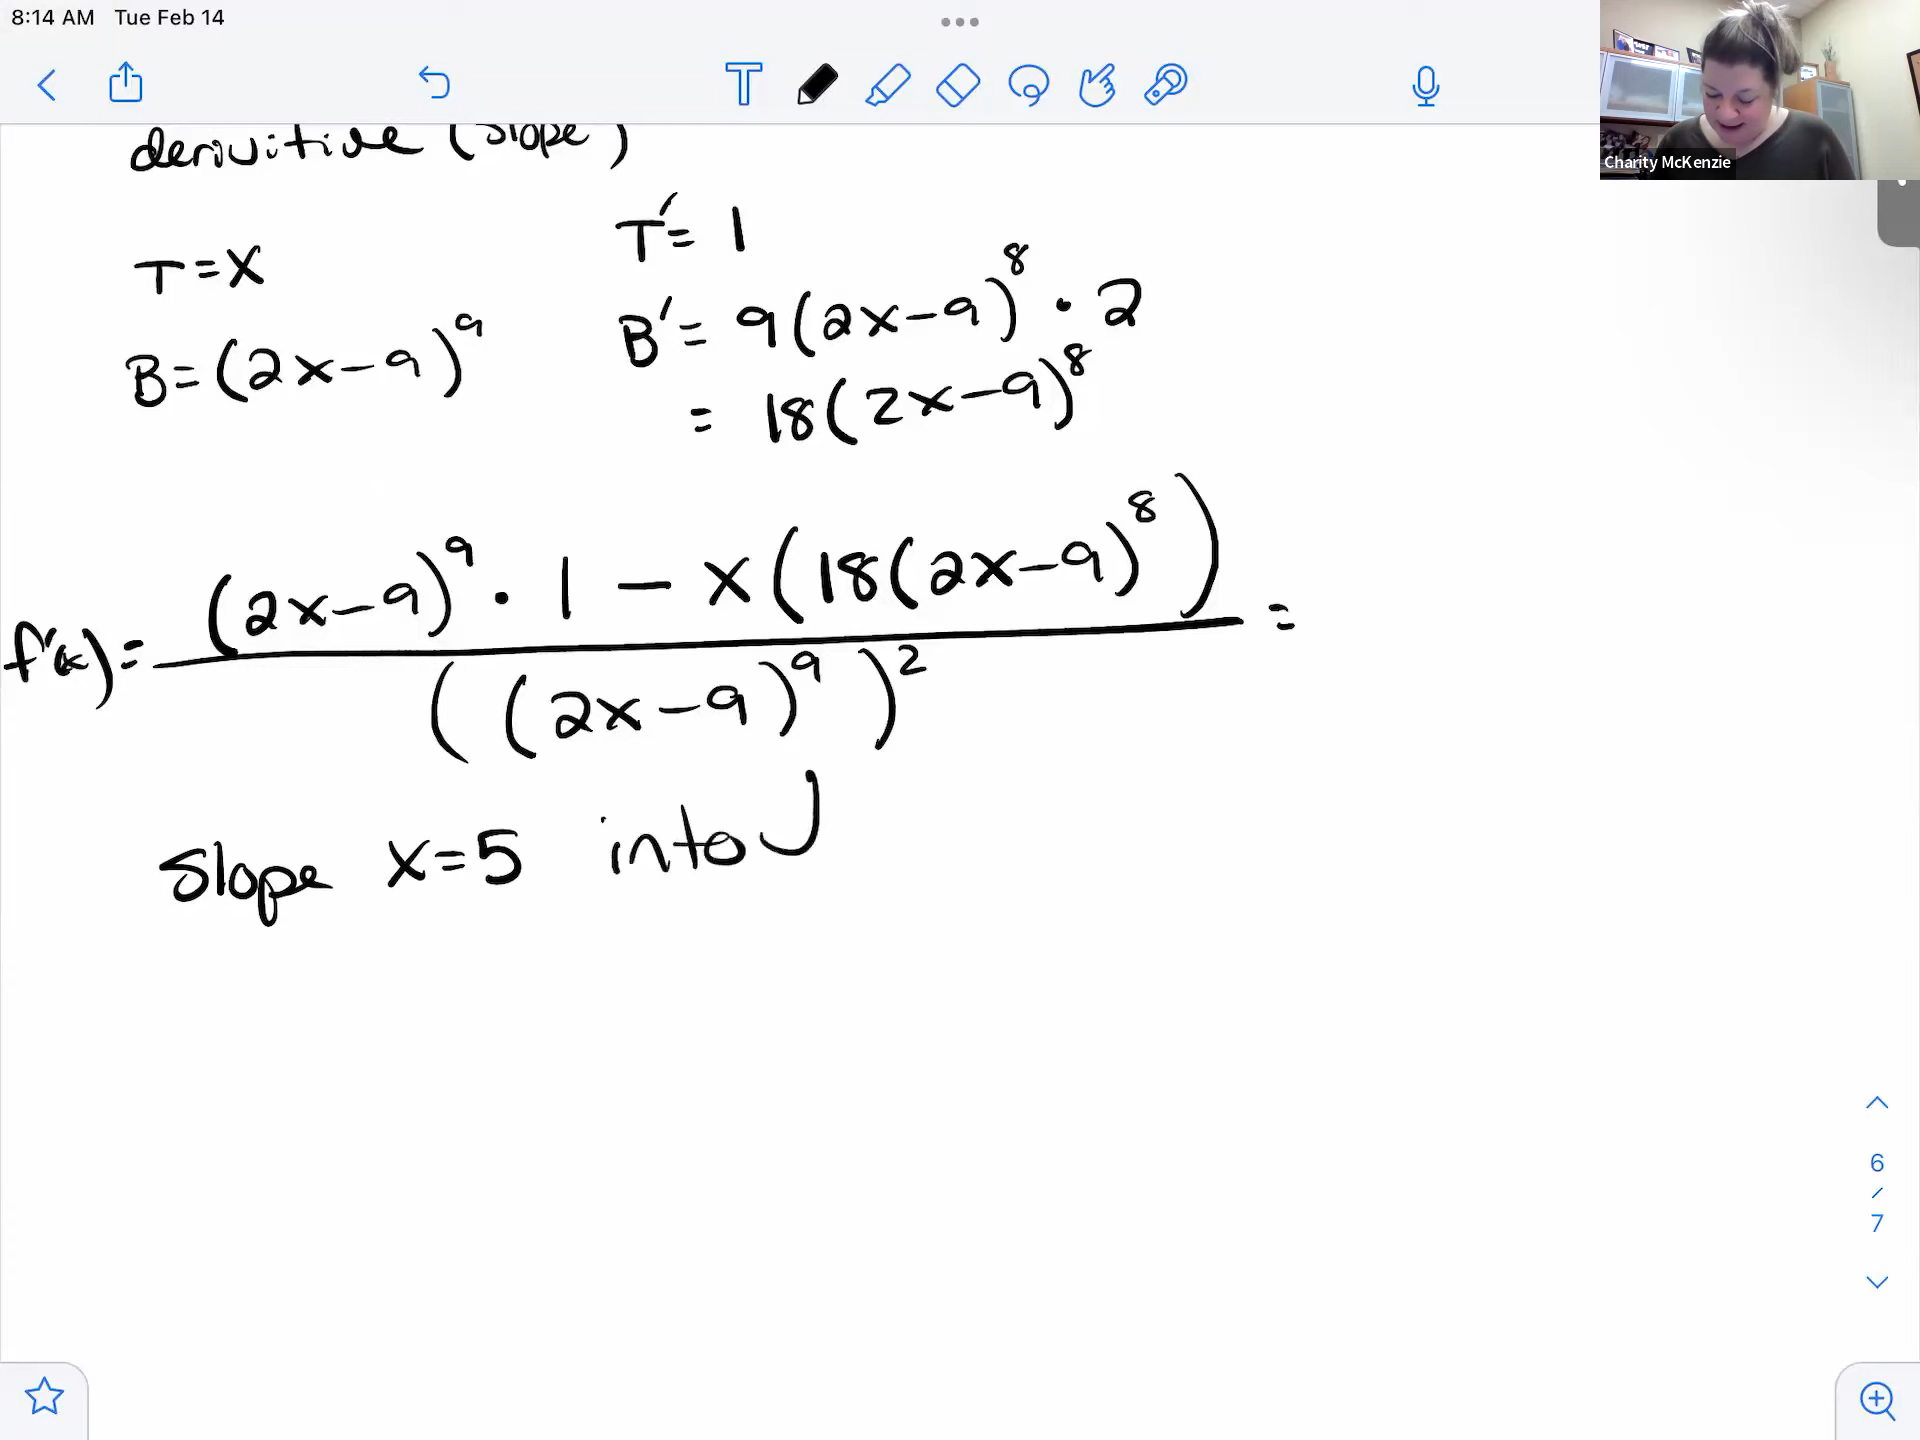 8:14 AM Tue Feb 14
Charity McKenzie
derivitive (slope)
T = x
T' = 1
B = (2x-9)^9
B' = 9(2x-9)^8 · 2
= 18(2x-9)^8
f'(x) = \frac{(2x-9)^9 · 1 - x(18(2x-9)^8)}{((2x-9)^9)^2} =
Slope x=5 into
6
/
7